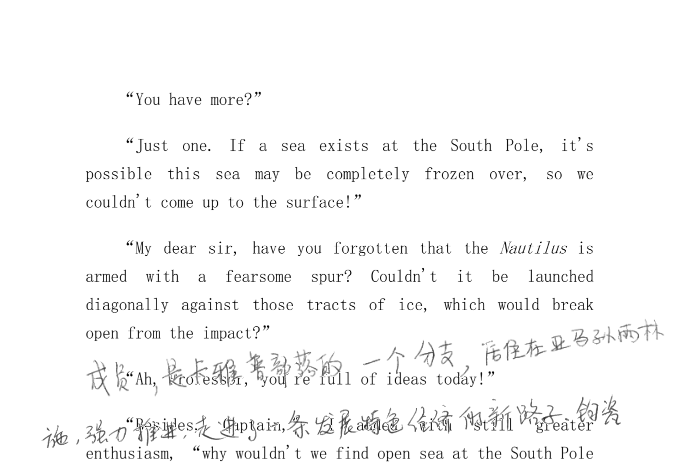 “You have more?”
“Just one. If a sea exists at the South Pole, it's
possible this sea may be completely frozen over, so we
couldn't come up to the surface!”
“My dear sir, have you forgotten that the Nautilus is
armed with a fearsome spur? Couldn't it be launched
diagonally against those tracts of ice, which would break
open from the impact?”
成员,是卡雅普部落的一个分支,居住在亚马孙雨林
“Ah, professor, you're full of ideas today!”
施,强力推进,走进了一条发展特色经济的新路子.钧瓷
“Besides, captain, I added with still greater
enthusiasm, “why wouldn't we find open sea at the South Pole